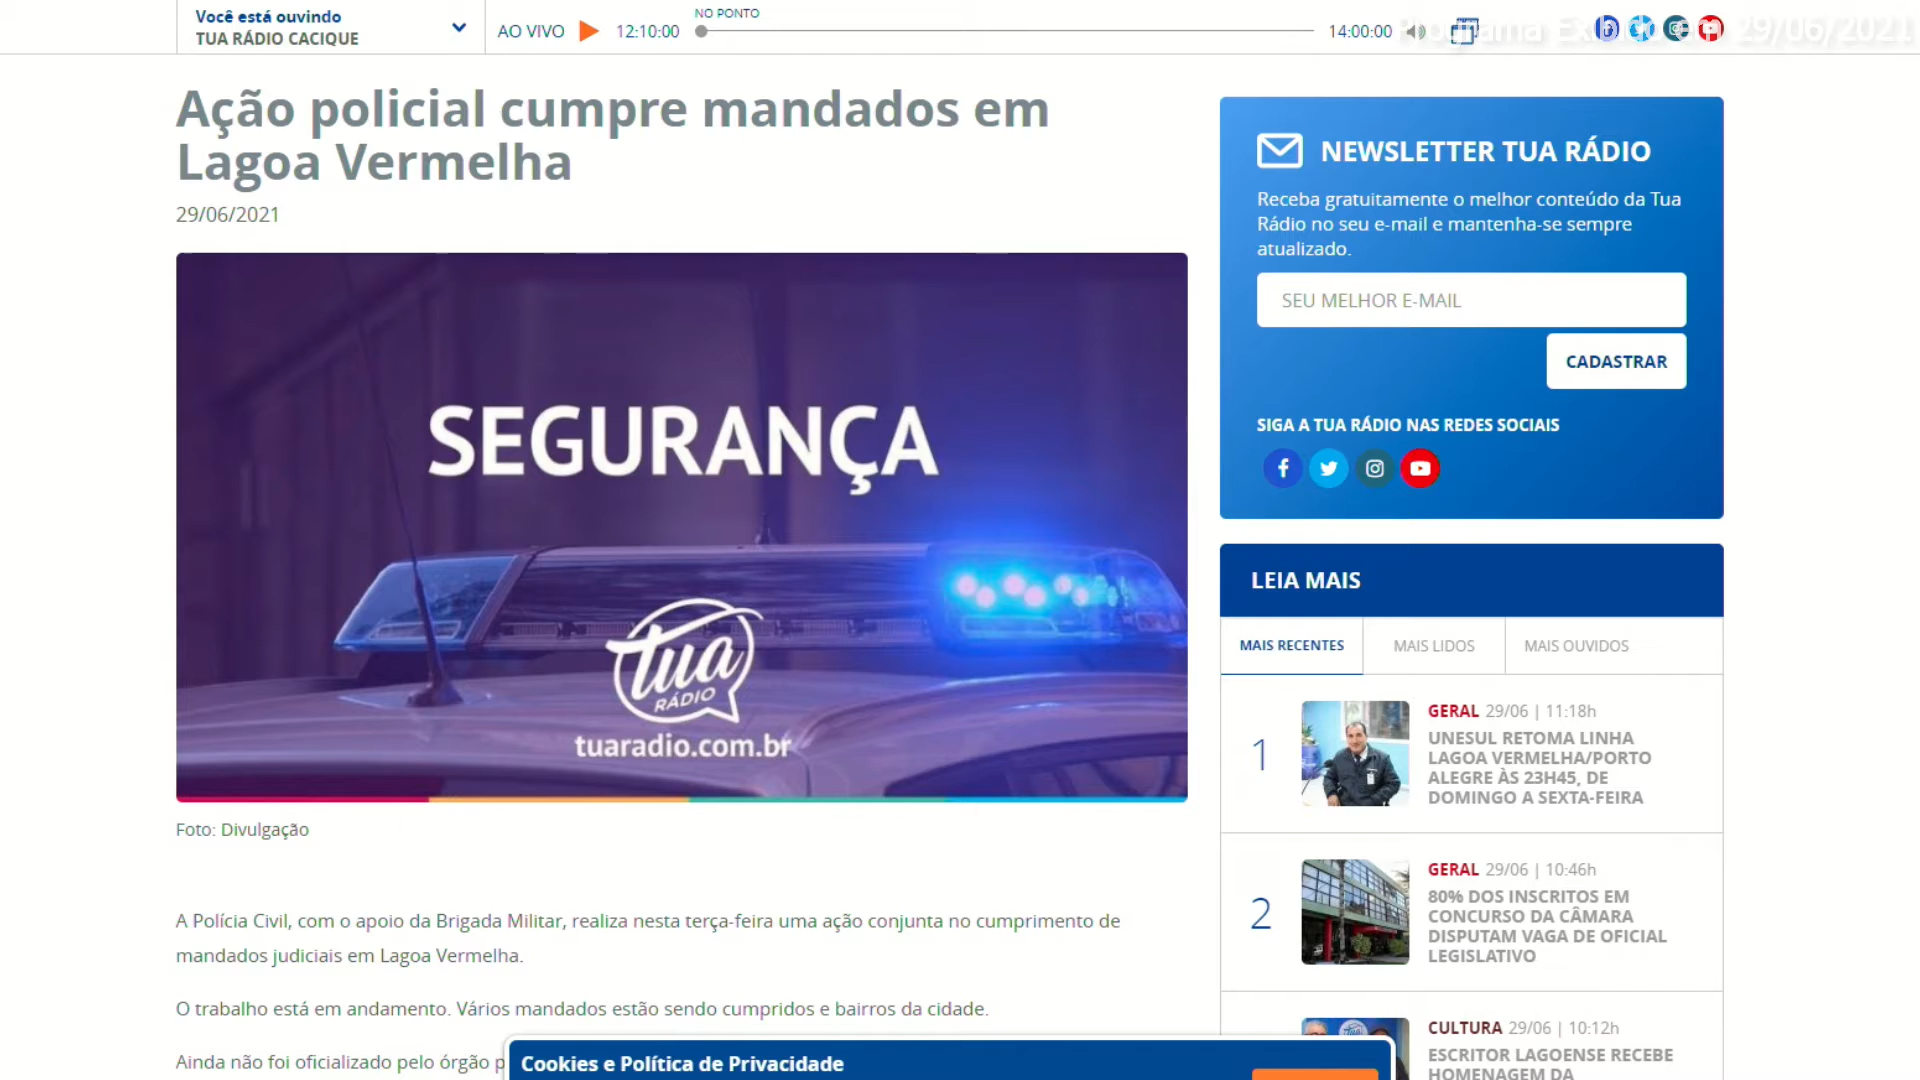 Você está ouvindo
TUA RÁDIO CACIQUE
AO VIVO
12:10:00
NO PONTO
14:00:00
Programa Exibido em 29/06/2021
Ação policial cumpre mandados em
Lagoa Vermelha
29/06/2021
SEGURANÇA
tua
RÁDIO
tuaradio.com.br
Foto: Divulgação
A Polícia Civil, com o apoio da Brigada Militar, realiza nesta terça-feira uma ação conjunta no cumprimento de
mandados judiciais em Lagoa Vermelha.
O trabalho está em andamento. Vários mandados estão sendo cumpridos e bairros da cidade.
Ainda não foi oficializado pelo órgão
Cookies e Política de Privacidade
NEWSLETTER TUA RÁDIO
Receba gratuitamente o melhor conteúdo da Tua
Rádio no seu e-mail e mantenha-se sempre
atualizado.
SEU MELHOR E-MAIL
CADASTRAR
SIGA A TUA RÁDIO NAS REDES SOCIAIS
LEIA MAIS
MAIS RECENTES
MAIS LIDOS
MAIS OUVIDOS
1
GERAL 29/06 | 11:18h
UNESUL RETOMA LINHA
LAGOA VERMELHA/PORTO
ALEGRE ÀS 23H45, DE
DOMINGO A SEXTA-FEIRA
2
GERAL 29/06 | 10:46h
80% DOS INSCRITOS EM
CONCURSO DA CÂMARA
DISPUTAM VAGA DE OFICIAL
LEGISLATIVO
tua
CULTURA 29/06 | 10:12h
ESCRITOR LAGOENSE RECEBE
HOMENAGEM DA